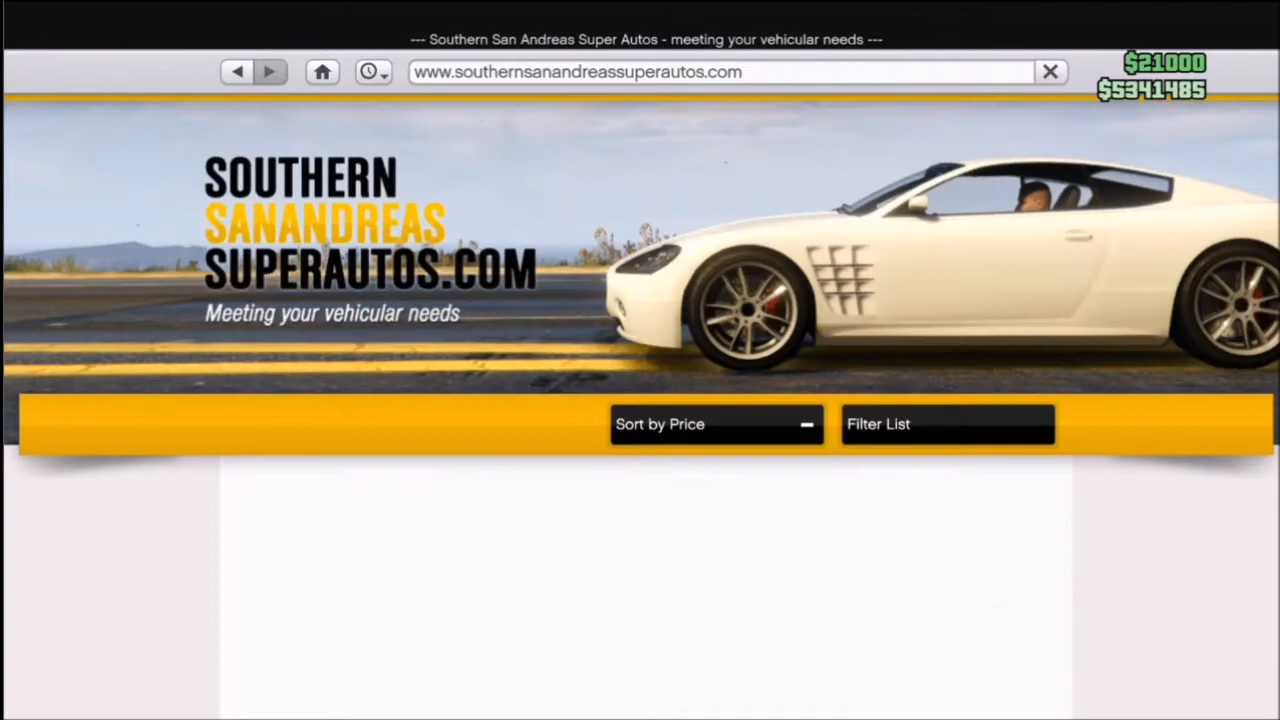 --- Southern San Andreas Super Autos - meeting your vehicular needs ---
www.southernsanandreassuperautos.com
$21000
$5341485
SOUTHERN
SANANDREAS
SUPERAUTOS.COM
Meeting your vehicular needs
Sort by Price
Filter List